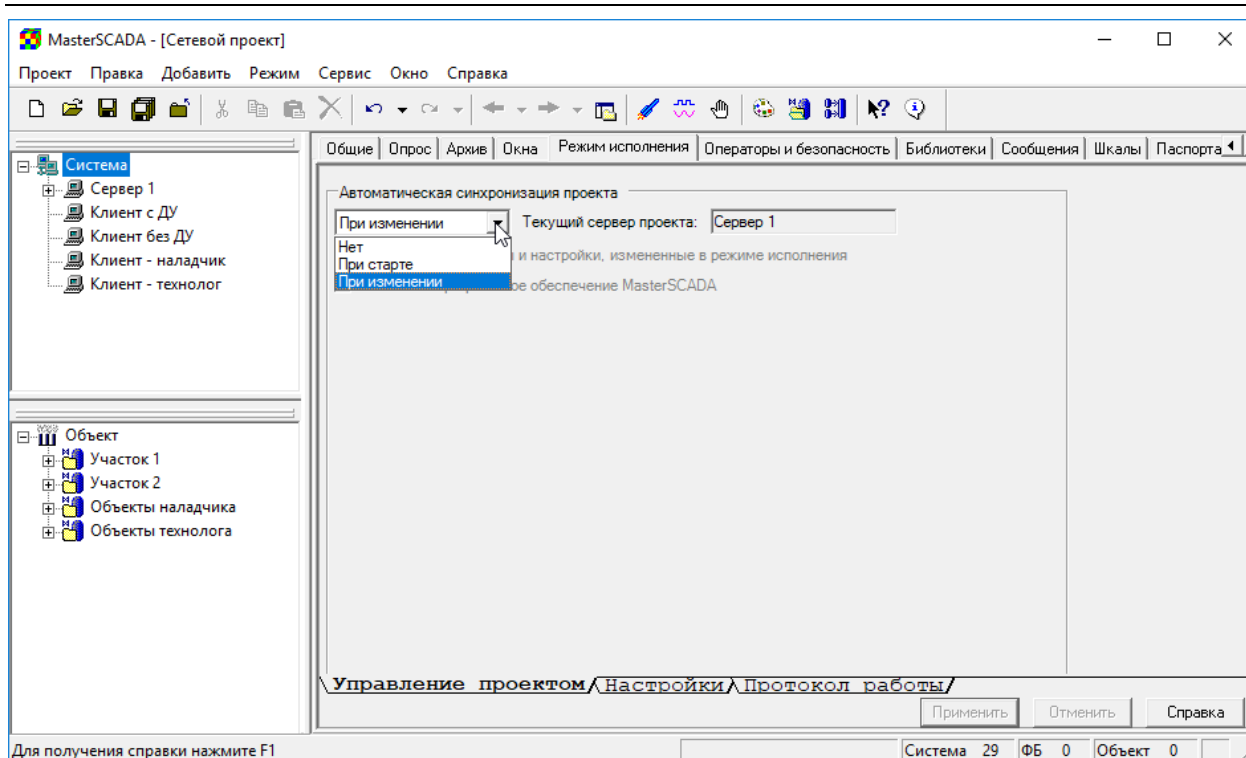 MasterSCADA - [Сетевой проект]
Проект Правка Добавить Режим Сервис Окно Справка
Система
Сервер 1
Клиент с ДУ
Клиент без ДУ
Клиент - наладчик
Клиент - технолог
Объект
Участок 1
Участок 2
Объекты наладчика
Объекты технолога
Общие Опрос Архив Окна Режим исполнения Операторы и безопасность Библиотеки Сообщения Шкалы Паспорта
Автоматическая синхронизация проекта
При изменении Текущий сервер проекта: Сервер 1
Нет
При старте
При изменении
и настройки, измененные в режиме исполнения
обеспечение MasterSCADA
Управление проектом Настройки Протокол работы
Применить Отменить Справка
Для получения справки нажмите F1
Система 29 ФБ 0 Объект 0